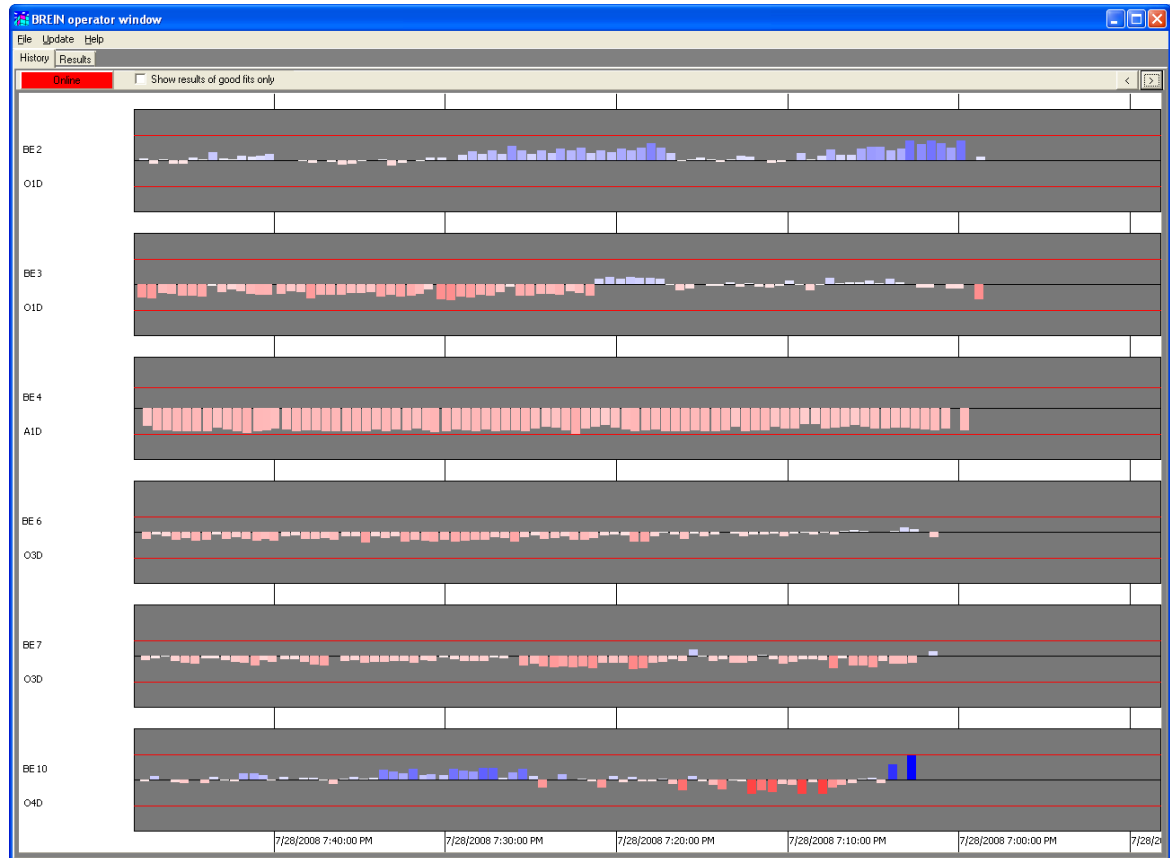 BREIN operator window
File Update Help
History Results
Online Show results of good fits only < >
BE 2
O1D
BE 3
O1D
BE 4
A1D
BE 6
O3D
BE 7
O3D
BE 10
O4D
7/28/2008 7:40:00 PM 7/28/2008 7:30:00 PM 7/28/2008 7:20:00 PM 7/28/2008 7:10:00 PM 7/28/2008 7:00:00 PM 7/28/2